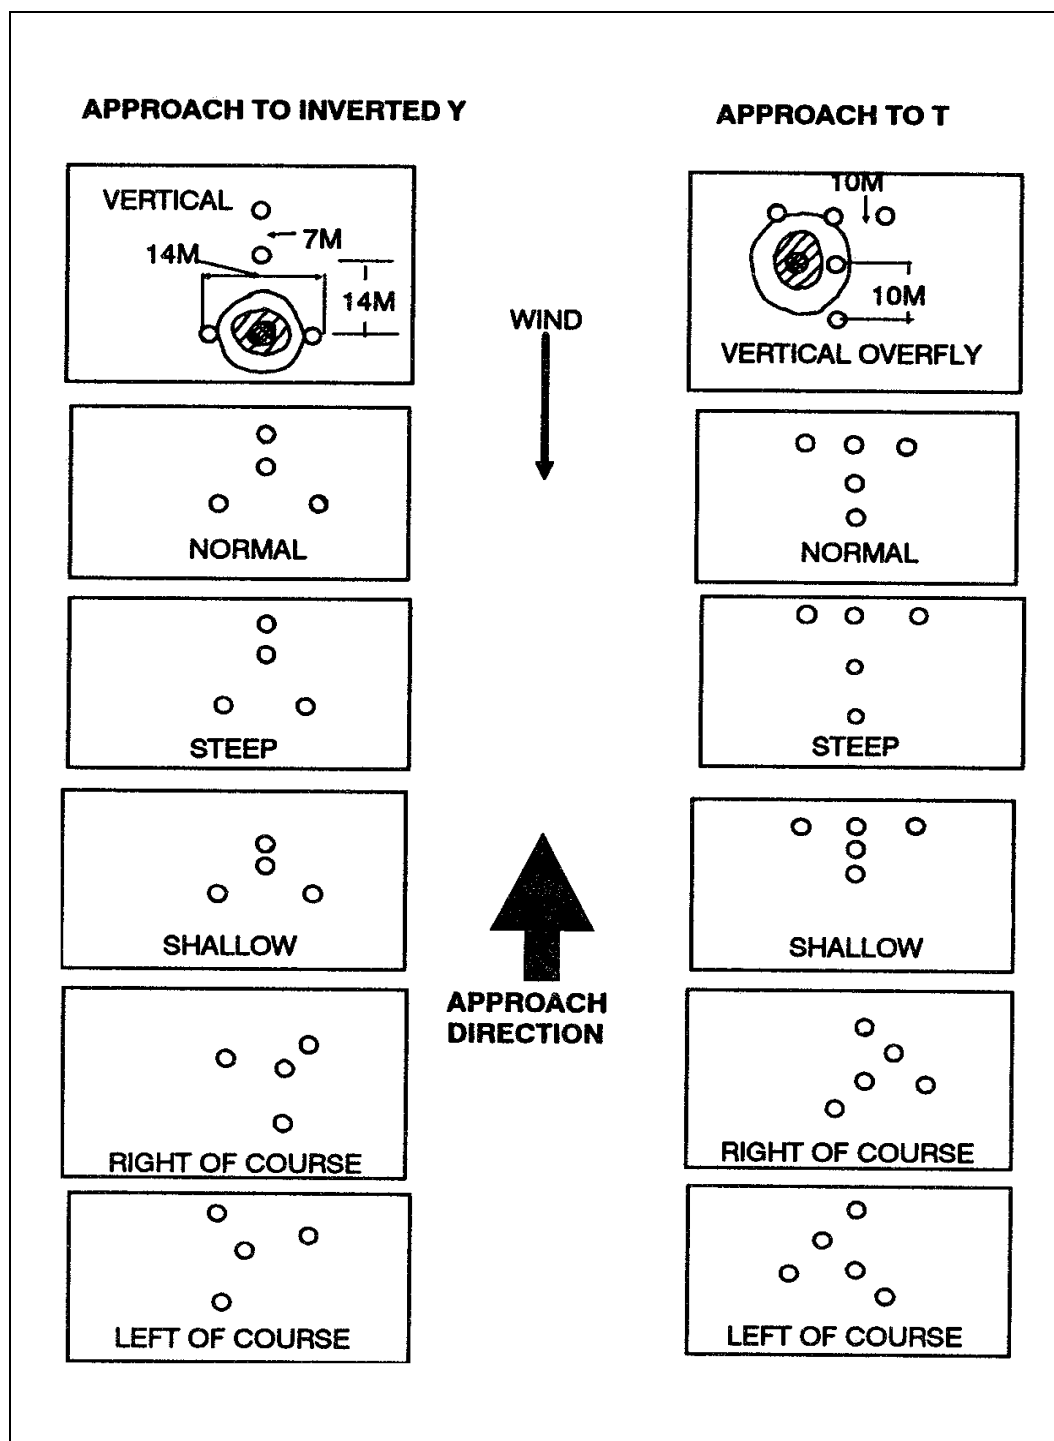 APPROACH TO INVERTED Y
VERTICAL
7M
14M
14M
NORMAL
STEEP
SHALLOW
RIGHT OF COURSE
LEFT OF COURSE
WIND
APPROACH
DIRECTION
APPROACH TO T
10M
10M
VERTICAL OVERFLY
NORMAL
STEEP
SHALLOW
RIGHT OF COURSE
LEFT OF COURSE